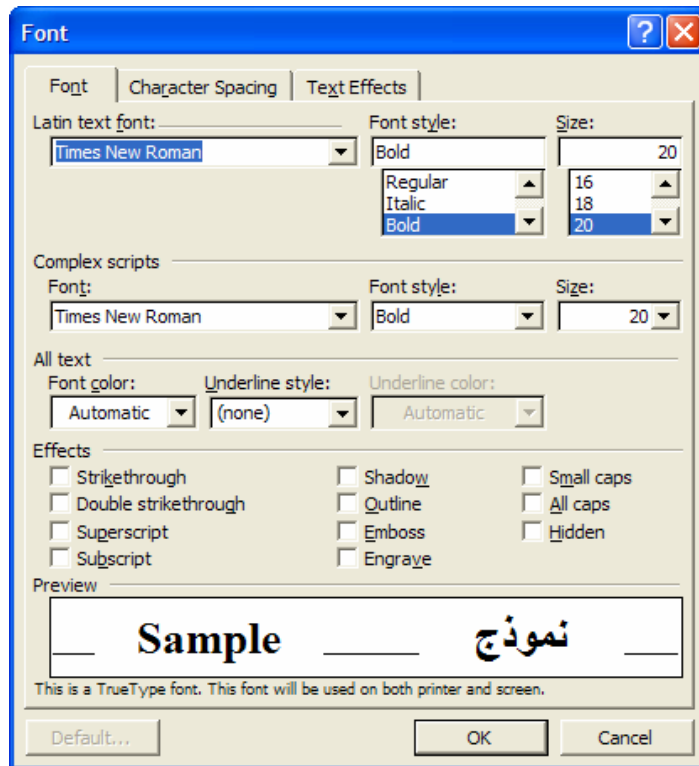 Font
Font Character Spacing Text Effects
Latin text font: Font style: Size:
Times New Roman Bold 20
Regular 16
Italic 18
Bold 20
Complex scripts
Font: Font style: Size:
Times New Roman Bold 20
All text
Font color: Underline style: Underline color:
Automatic (none) Automatic
Effects
Strikethrough Shadow Small caps
Double strikethrough Outline All caps
Superscript Emboss Hidden
Subscript Engrave
Preview
Sample نموذج
This is a TrueType font. This font will be used on both printer and screen.
Default... OK Cancel